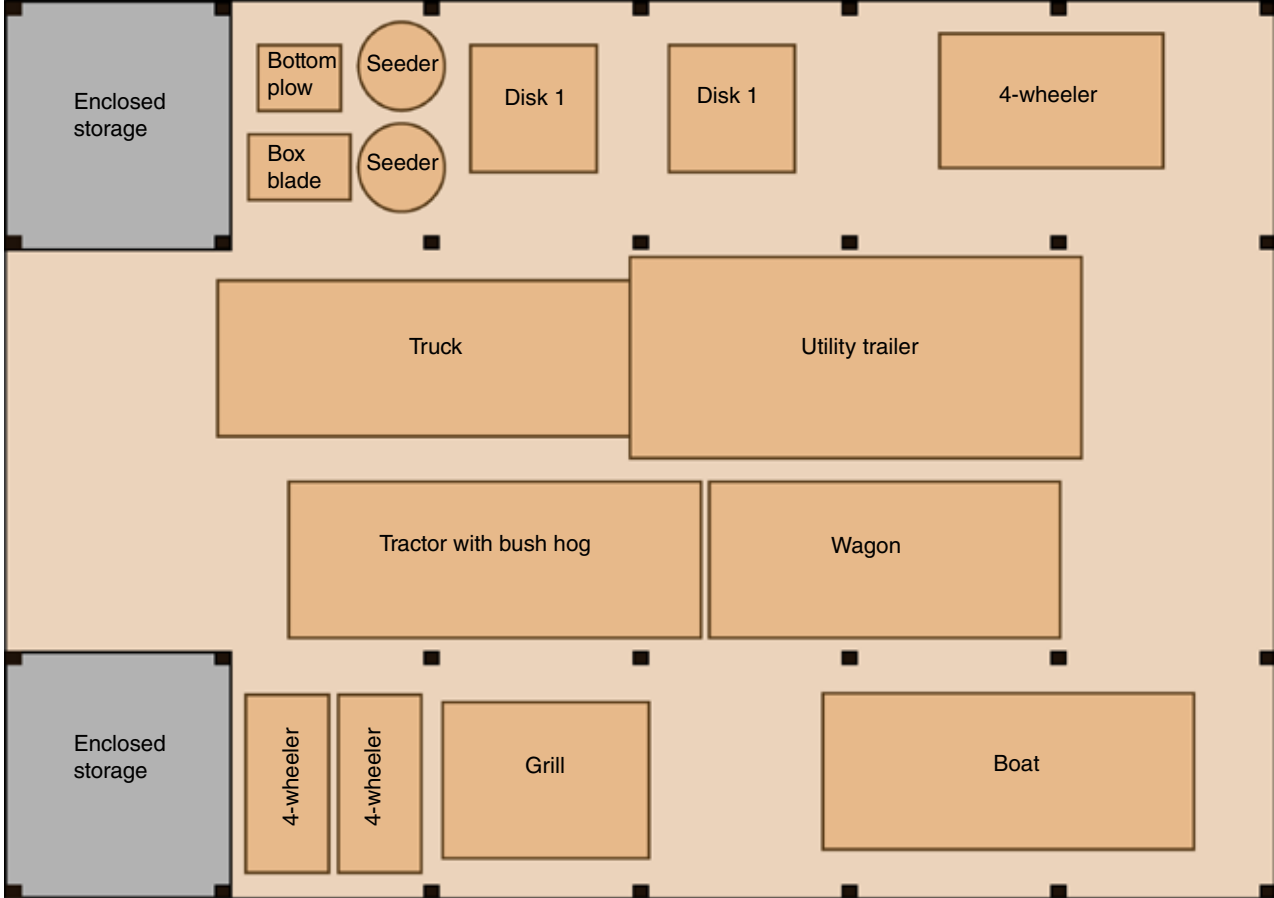 Enclosed
storage
Bottom
plow
Seeder
Box
blade
Seeder
Disk 1
Disk 1
4-wheeler
Truck
Utility trailer
Tractor with bush hog
Wagon
Enclosed
storage
4-wheeler
4-wheeler
Grill
Boat